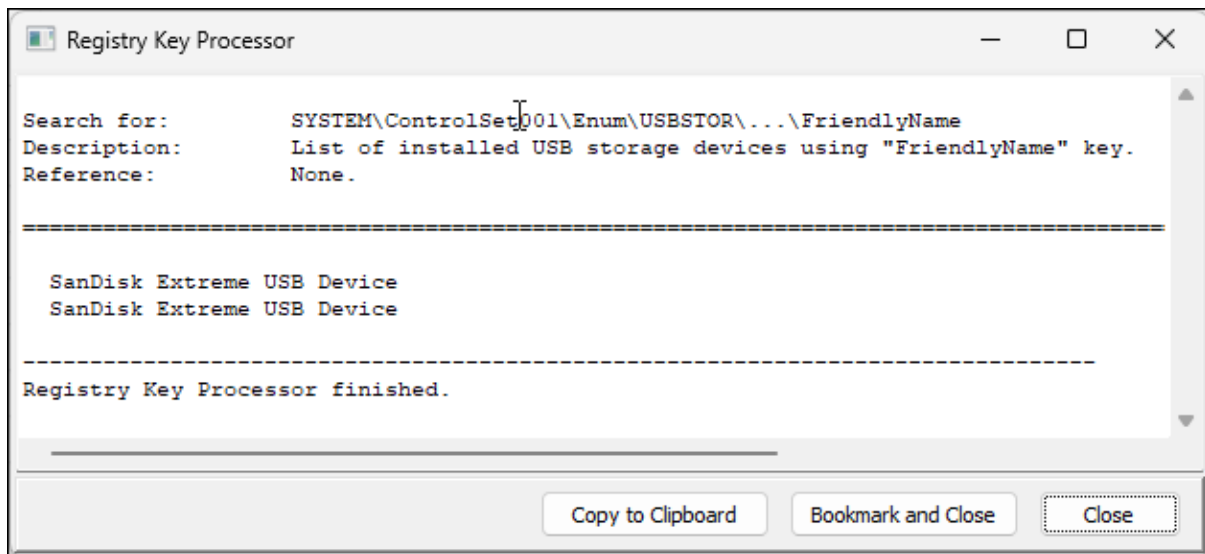 Registry Key Processor
Search for: SYSTEM\ControlSet001\Enum\USBSTOR\...\FriendlyName
Description: List of installed USB storage devices using "FriendlyName" key.
Reference: None.
=====================================================================================
SanDisk Extreme USB Device
SanDisk Extreme USB Device
--------------------------------------------------------------------------------
Registry Key Processor finished.
Copy to Clipboard Bookmark and Close Close